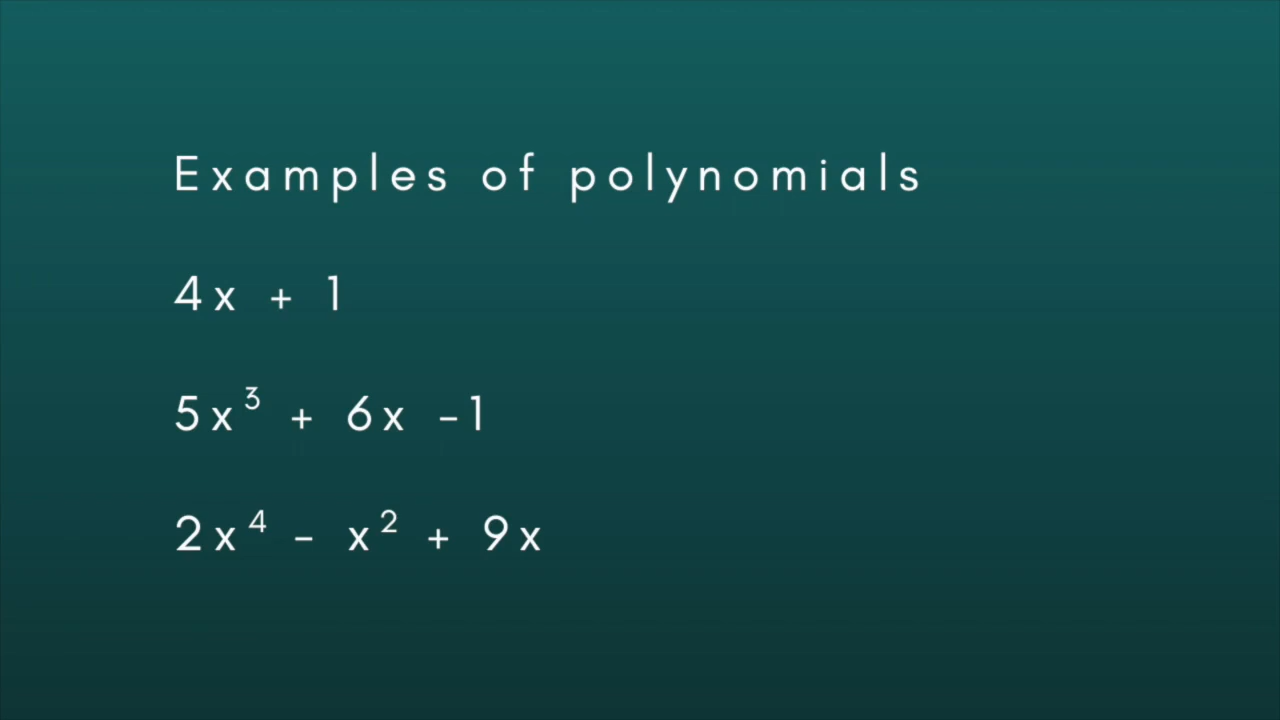 Examples of polynomials
4x + 1
5x³ + 6x -1
2x⁴ - x² + 9x